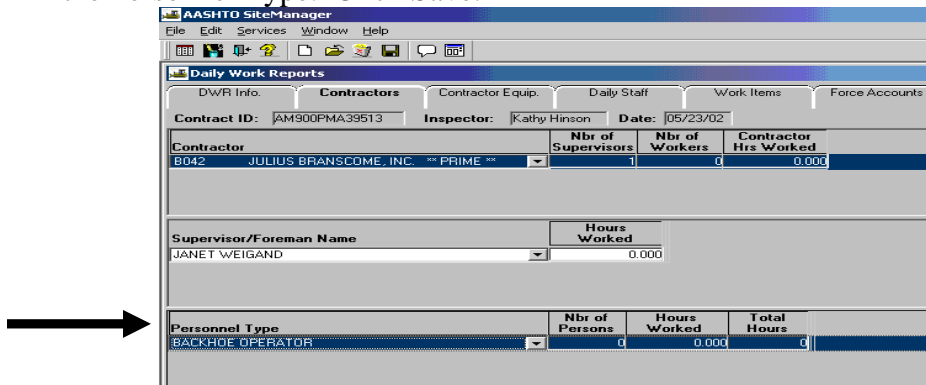 AASHTO SiteManager
File Edit Services Window Help
Daily Work Reports
DWR Info. Contractors Contractor Equip. Daily Staff Work Items Force Accounts
Contract ID: AM900PMA39513 Inspector: Kathy Hinson Date: 05/23/02
Contractor Nbr of Supervisors Nbr of Workers Contractor Hrs Worked
B042 JULIUS BRANSCOME, INC. ** PRIME ** 1 0 0.000
Supervisor/Foreman Name Hours Worked
JANET WEIGAND 0.000
Personnel Type Nbr of Persons Hours Worked Total Hours
BACKHOE OPERATOR 0 0.000 0